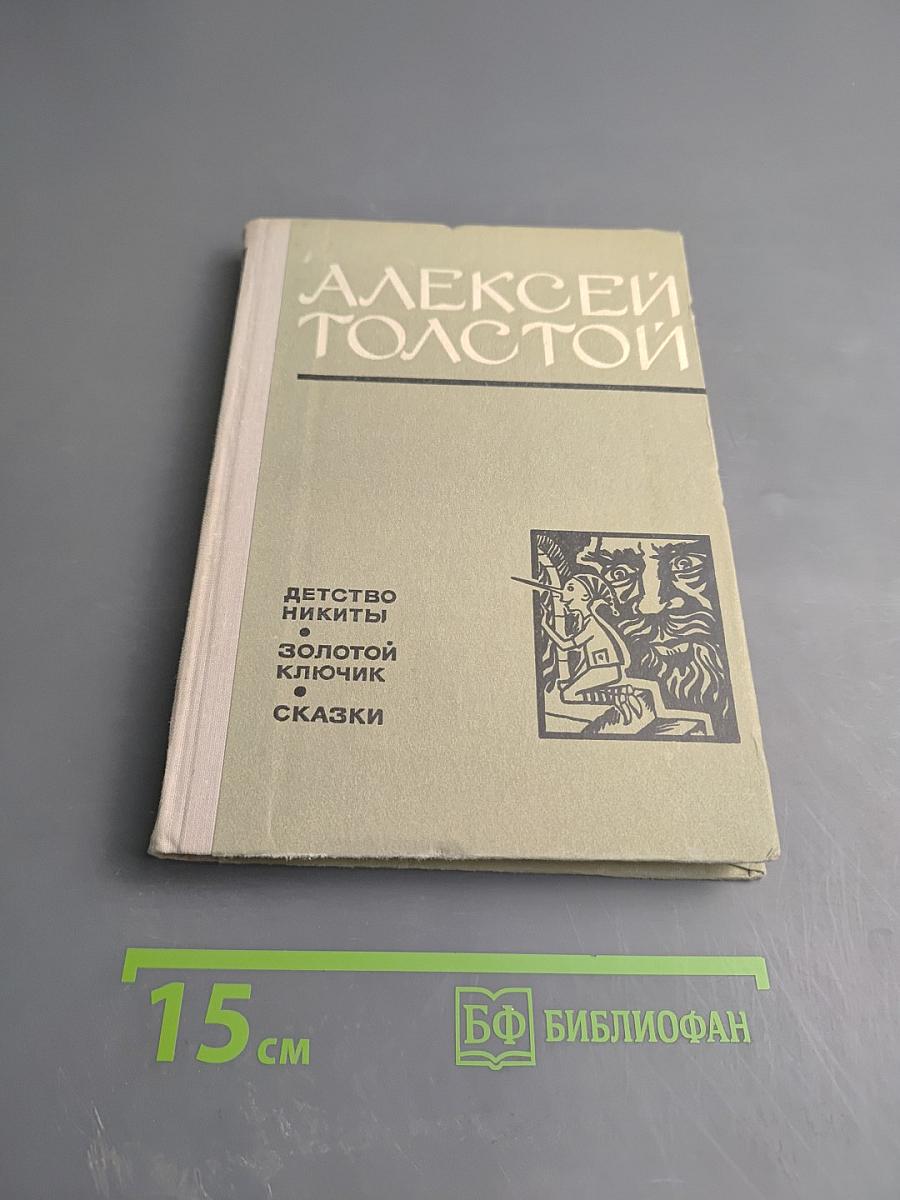 АЛЕКСЕЙ
ТОЛСТОЙ
ДЕТСТВО
НИКИТЫ
•
ЗОЛОТОЙ
КЛЮЧИК
•
СКАЗКИ
15 см
БФ БИБЛИОФАН